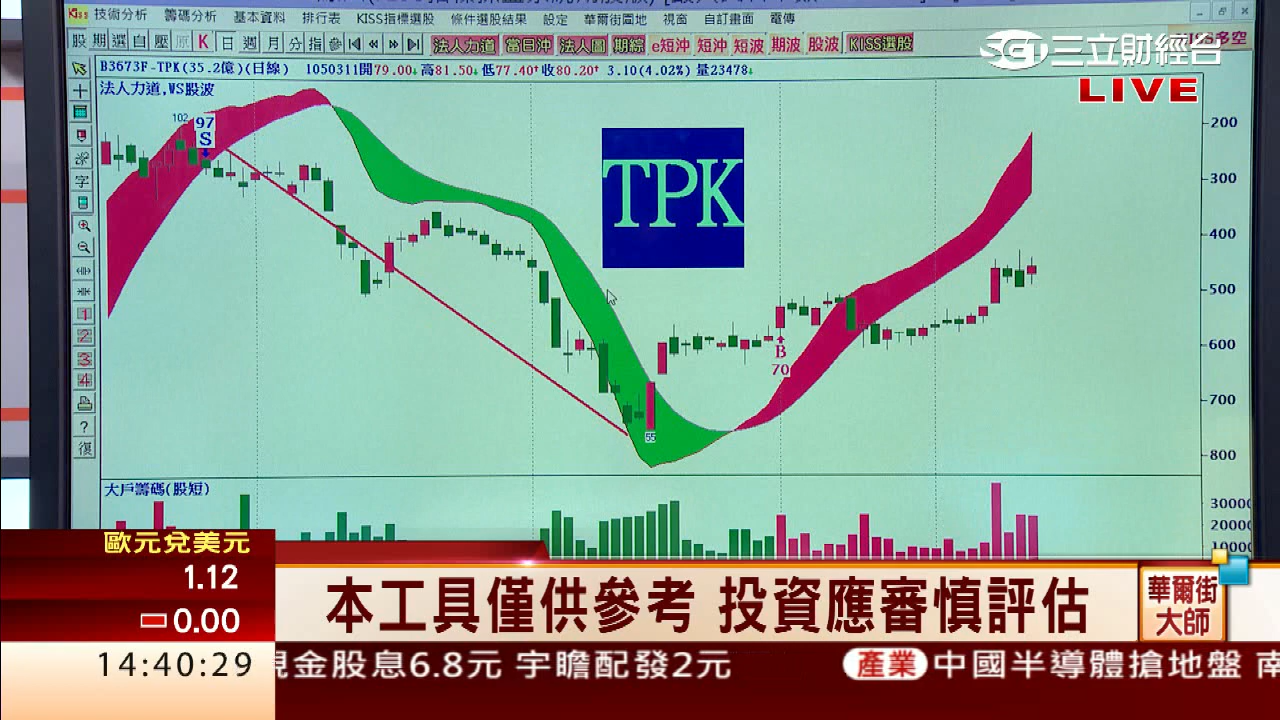 Kiss 技術分析 籌碼分析 基本資料 排行表 KISS指標選股 條件選股結果 設定 華爾街園地 視窗 自訂畫面 電傳
股 期 選 自 壓 原 K 日 週 月 分 指 參 法人力道 當日沖 法人圖 期綜 e短沖 短沖 短波 期波 股波 KISS選股 多空
三立財經台
LIVE
B3673F-TPK(35.2億)(日線) 1050311開79.00↓高81.50↓低77.40↑收80.20↑ 3.10(4.02%) 量23478↓
法人力道,WS股波
102
97
S
字
1
2
3
4
?
復
TPK
B
70
55
200
300
400
500
600
700
800
大戶籌碼(股短)
30000
20000
10000
歐元兌美元
1.12
0.00
14:40:29
本工具僅供參考 投資應審慎評估
華爾街
大師
現金股息6.8元 宇瞻配發2元 產業 中國半導體搶地盤 南